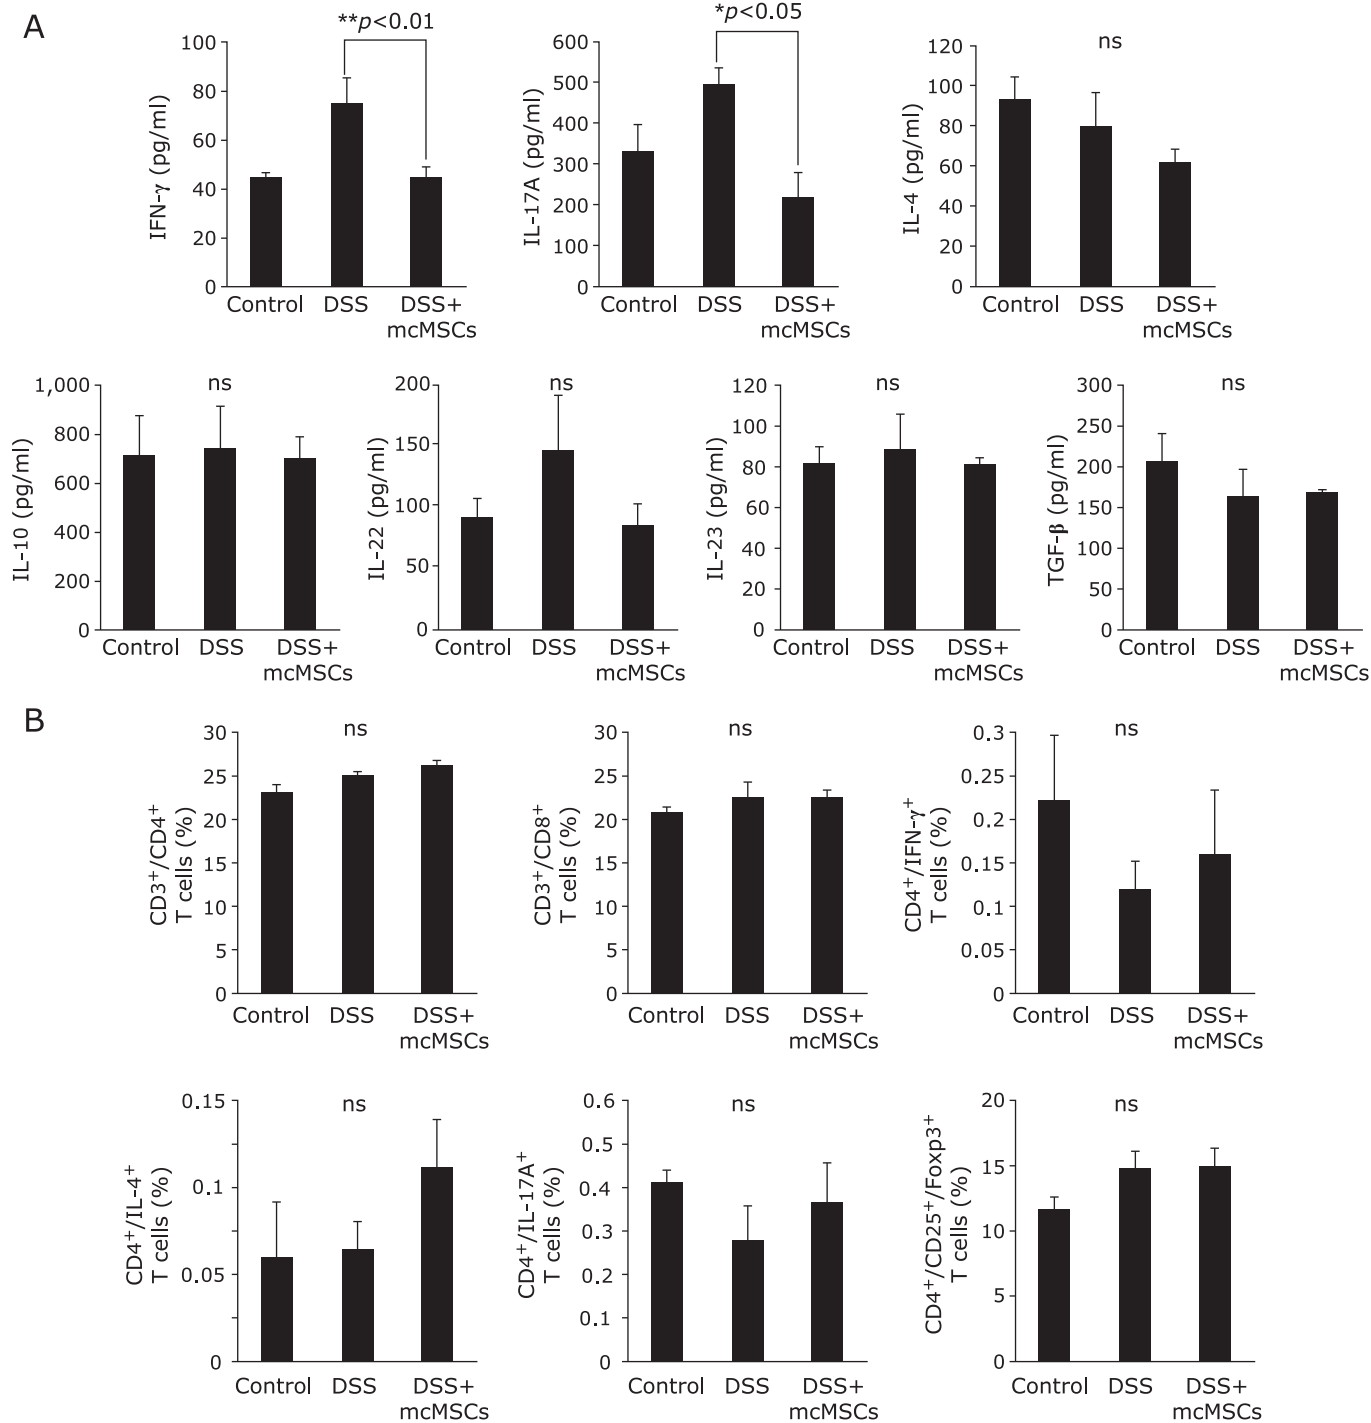 A
**p<0.01
100
80
60
40
20
0
IFN-γ (pg/ml)
Control DSS DSS+
mcMSCs
*p<0.05
600
500
400
300
200
100
0
IL-17A (pg/ml)
Control DSS DSS+
mcMSCs
ns
120
100
80
60
40
20
0
IL-4 (pg/ml)
Control DSS DSS+
mcMSCs
ns
1,000
800
600
400
200
0
IL-10 (pg/ml)
Control DSS DSS+
mcMSCs
ns
200
150
100
50
0
IL-22 (pg/ml)
Control DSS DSS+
mcMSCs
ns
120
100
80
60
40
20
0
IL-23 (pg/ml)
Control DSS DSS+
mcMSCs
ns
300
250
200
150
100
50
0
TGF-β (pg/ml)
Control DSS DSS+
mcMSCs
B
ns
30
25
20
15
10
5
0
CD3⁺/CD4⁺
T cells (%)
Control DSS DSS+
mcMSCs
ns
30
25
20
15
10
5
0
CD3⁺/CD8⁺
T cells (%)
Control DSS DSS+
mcMSCs
ns
0.3
0.25
0.2
0.15
0.1
0.05
0
CD4⁺/IFN-γ⁺
T cells (%)
Control DSS DSS+
mcMSCs
ns
0.15
0.1
0.05
0
CD4⁺/IL-4⁺
T cells (%)
Control DSS DSS+
mcMSCs
ns
0.6
0.5
0.4
0.3
0.2
0.1
0
CD4⁺/IL-17A⁺
T cells (%)
Control DSS DSS+
mcMSCs
ns
20
15
10
5
0
CD4⁺/CD25⁺/Foxp3⁺
T cells (%)
Control DSS DSS+
mcMSCs